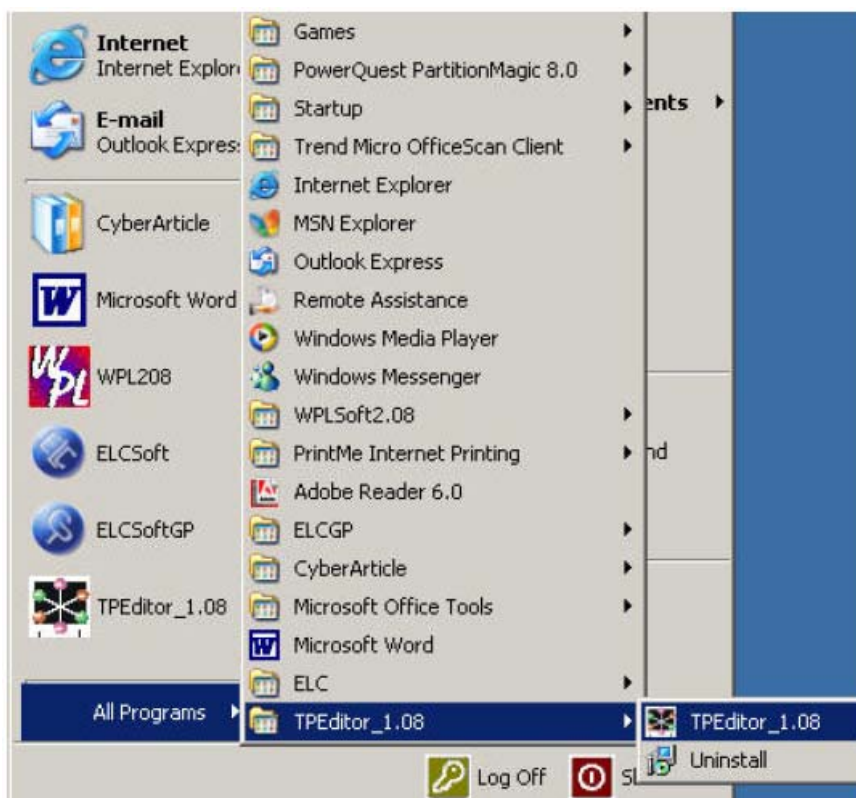 Internet
Internet Explor
E-mail
Outlook Express
CyberArticle
Microsoft Word
WPL208
ELCSoft
ELCSoftGP
TPEditor_1.08
All Programs
Games
PowerQuest PartitionMagic 8.0
Startup
Trend Micro OfficeScan Client
Internet Explorer
MSN Explorer
Outlook Express
Remote Assistance
Windows Media Player
Windows Messenger
WPLSoft2.08
PrintMe Internet Printing
Adobe Reader 6.0
ELCGP
CyberArticle
Microsoft Office Tools
Microsoft Word
ELC
TPEditor_1.08
ents
nd
TPEditor_1.08
Uninstall
Log Off